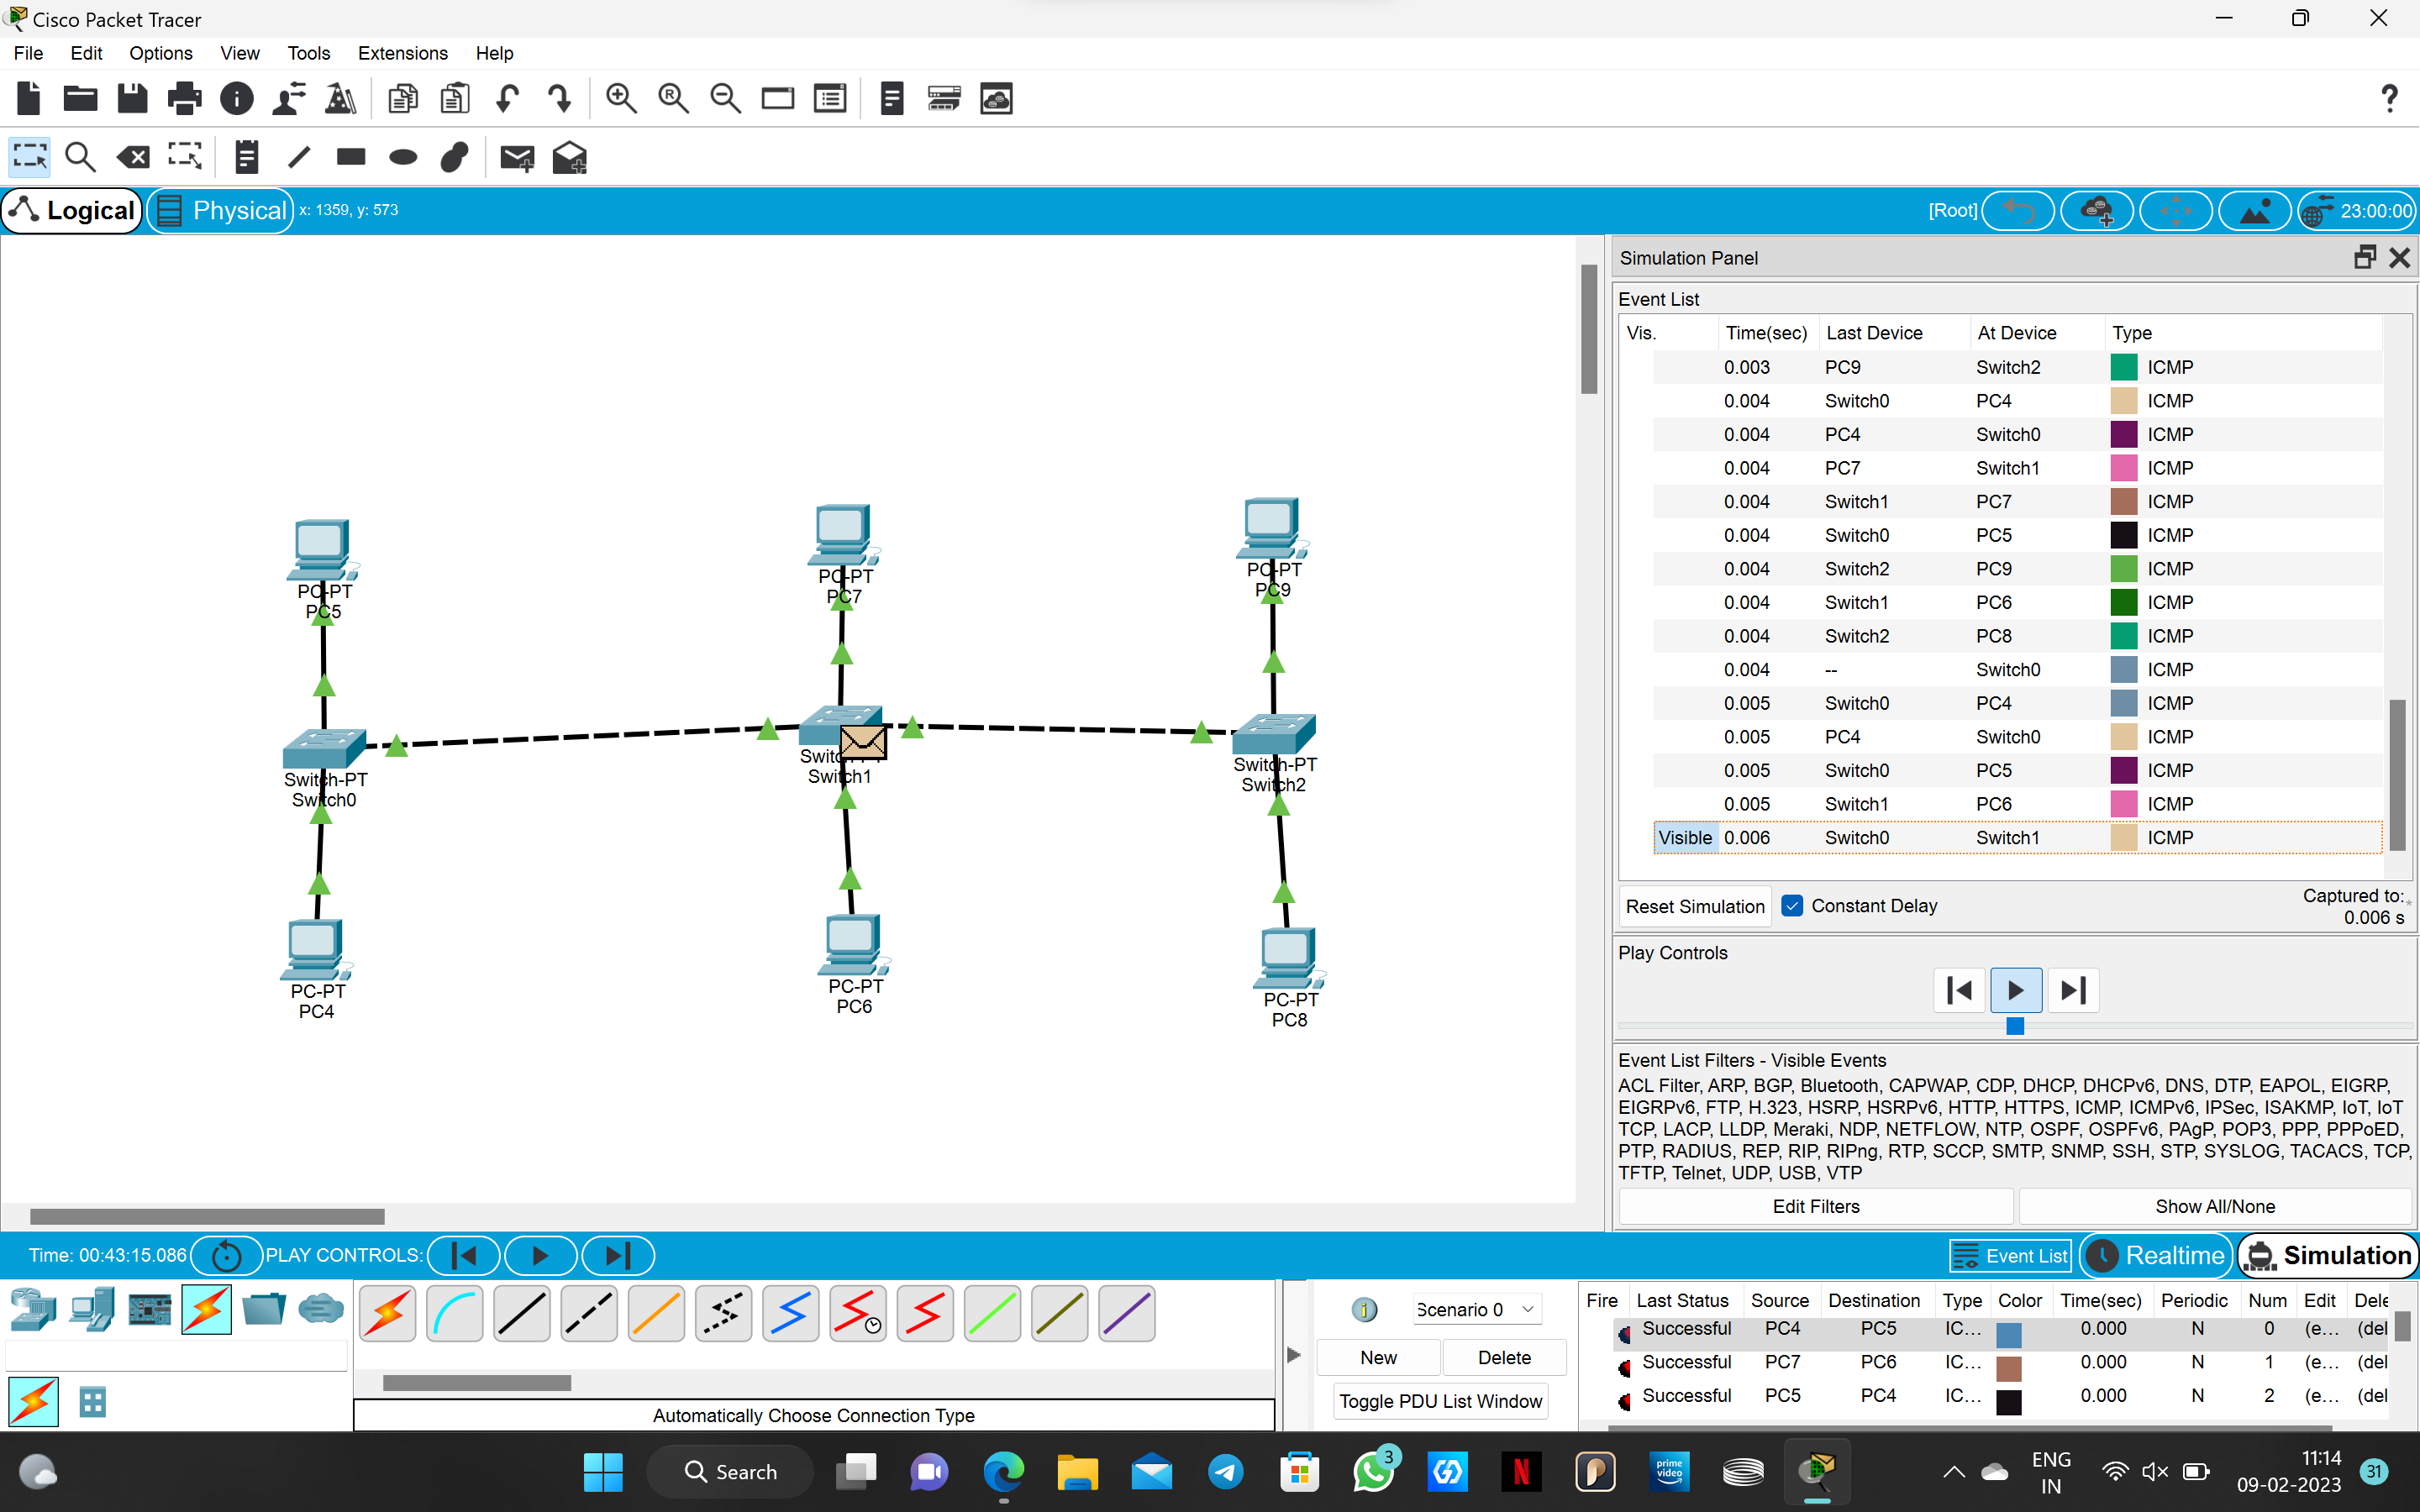 Cisco Packet Tracer
File Edit Options View Tools Extensions Help
Logical Physical x: 1359, y: 573 [Root] 23:00:00
Simulation Panel
Event List
Vis. Time(sec) Last Device At Device Type
0.003 PC9 Switch2 ICMP
0.004 Switch0 PC4 ICMP
0.004 PC4 Switch0 ICMP
0.004 PC7 Switch1 ICMP
0.004 Switch1 PC7 ICMP
0.004 Switch0 PC5 ICMP
0.004 Switch2 PC9 ICMP
0.004 Switch1 PC6 ICMP
0.004 Switch2 PC8 ICMP
0.004 -- Switch0 ICMP
0.005 Switch0 PC4 ICMP
0.005 PC4 Switch0 ICMP
0.005 Switch0 PC5 ICMP
0.005 Switch1 PC6 ICMP
Visible 0.006 Switch0 Switch1 ICMP
Reset Simulation Constant Delay
Captured to:
0.006 s
Play Controls
Event List Filters - Visible Events
ACL Filter, ARP, BGP, Bluetooth, CAPWAP, CDP, DHCP, DHCPv6, DNS, DTP, EAPOL, EIGRP,
EIGRPv6, FTP, H.323, HSRP, HSRPv6, HTTP, HTTPS, ICMP, ICMPv6, IPSec, ISAKMP, IoT, IoT
TCP, LACP, LLDP, Meraki, NDP, NETFLOW, NTP, OSPF, OSPFv6, PAgP, POP3, PPP, PPPoED,
PTP, RADIUS, REP, RIP, RIPng, RTP, SCCP, SMTP, SNMP, SSH, STP, SYSLOG, TACACS, TCP,
TFTP, Telnet, UDP, USB, VTP
Edit Filters Show All/None
PC-PT
PC5
PC-PT
PC7
PC-PT
PC9
Switch-PT
Switch0
Switch1
Switch-PT
Switch2
PC-PT
PC4
PC-PT
PC6
PC-PT
PC8
Time: 00:43:15.086 PLAY CONTROLS: Event List Realtime Simulation
Automatically Choose Connection Type
Scenario 0
New Delete
Toggle PDU List Window
Fire Last Status Source Destination Type Color Time(sec) Periodic Num Edit Dele
Successful PC4 PC5 IC... 0.000 N 0 (e... (del
Successful PC7 PC6 IC... 0.000 N 1 (e... (del
Successful PC5 PC4 IC... 0.000 N 2 (e... (del
Search
3
prime
video
ENG
IN
11:14
09-02-2023
31